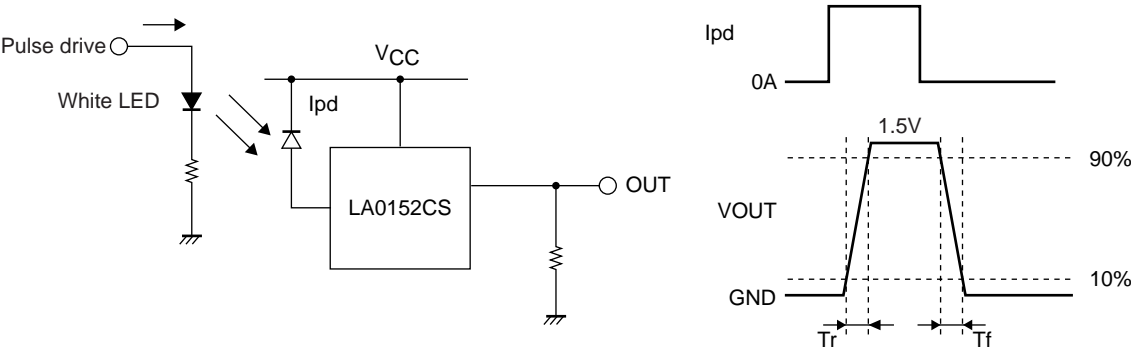 Pulse drive
White LED
VCC
Ipd
LA0152CS
OUT
Ipd
0A
1.5V
90%
VOUT
10%
GND
Tr
Tf